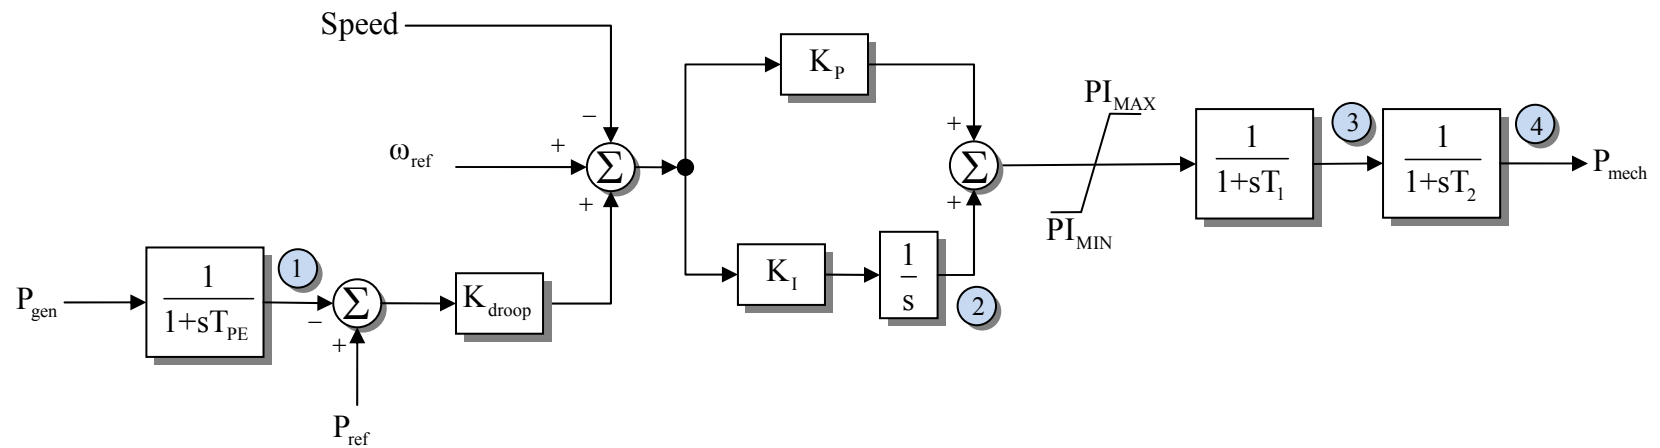 Speed
K_P
PI_MAX
1
3
1
4
−
+
+
ω_ref
+
Σ
Σ
1+sT_1
1+sT_2
P_mech
+
+
PI_MIN
1
1
K_I
1
s
2
P_gen
1+sT_PE
−
Σ
K_droop
+
P_ref